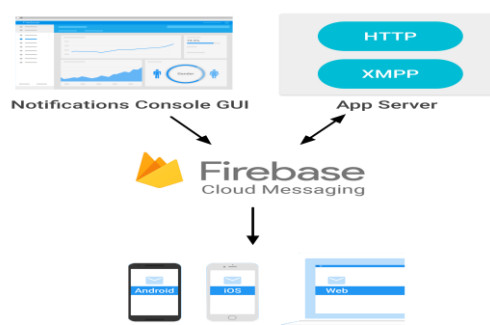 HTTP
XMPP
Notifications Console GUI
App Server
Firebase
Cloud Messaging
Android
iOS
Web